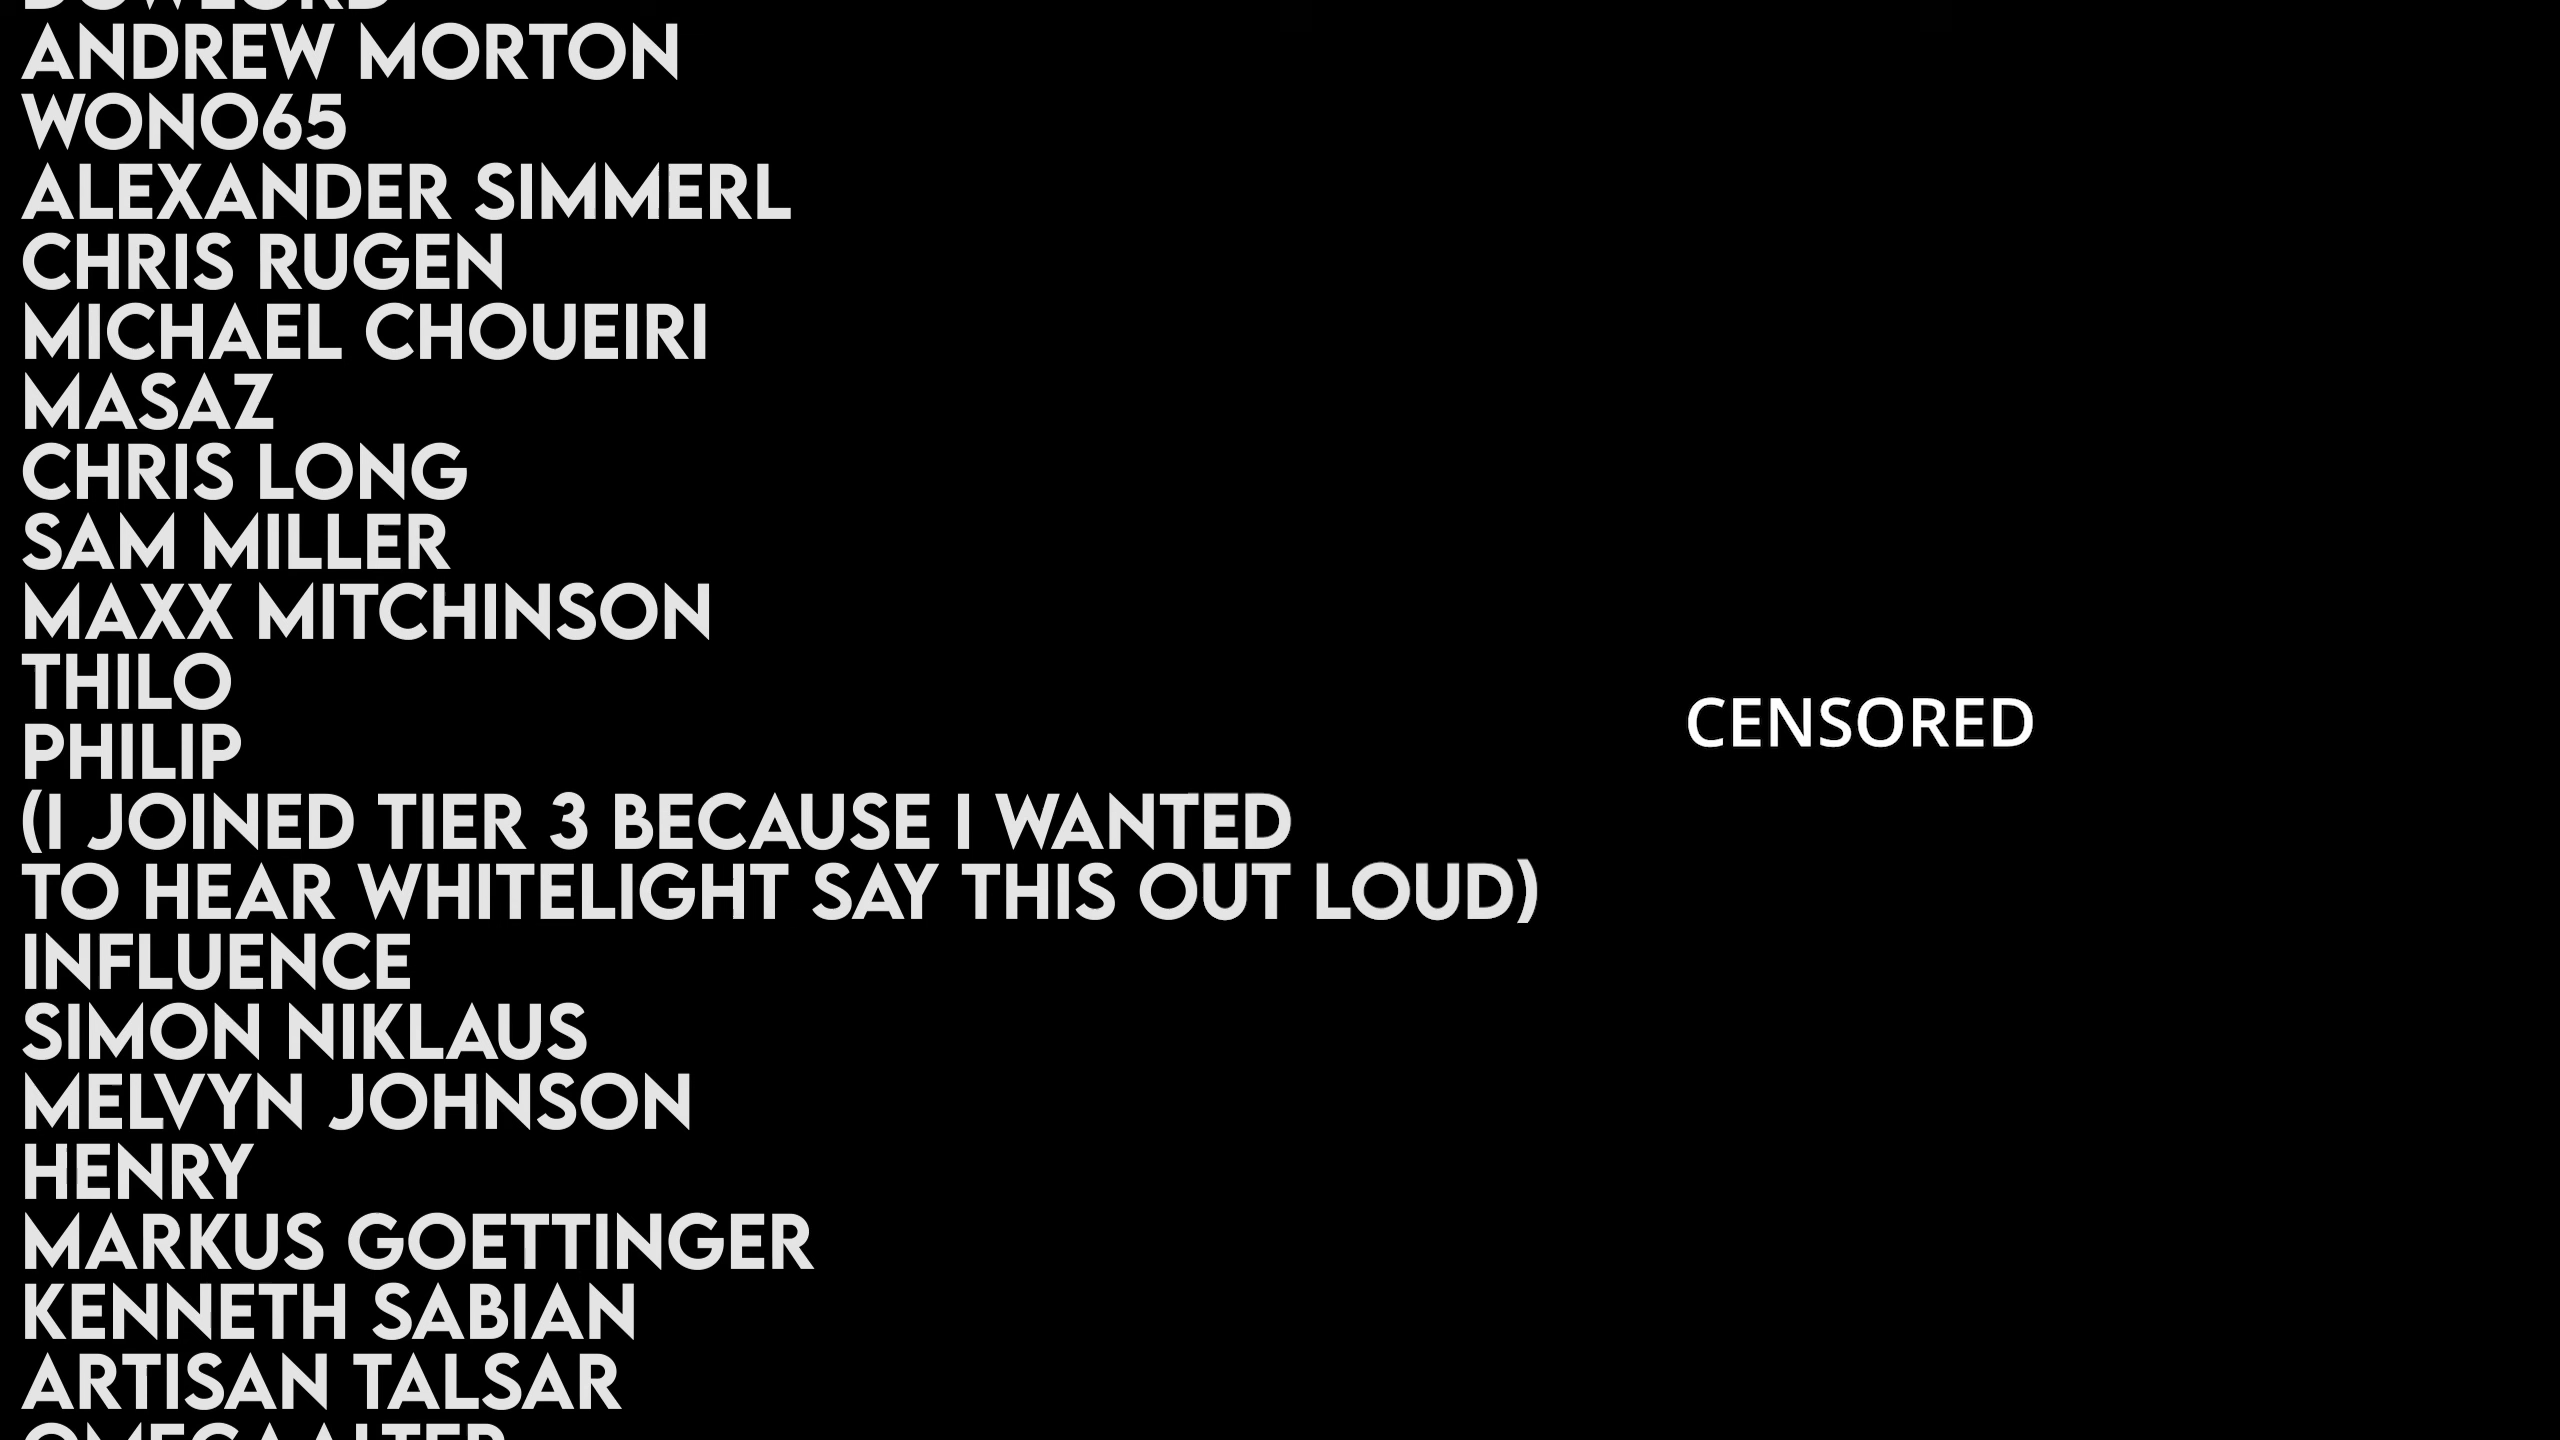 ANDREW MORTON
WONO65
ALEXANDER SIMMERL
CHRIS RUGEN
MICHAEL CHOUEIRI
MASAZ
CHRIS LONG
SAM MILLER
MAXX MITCHINSON
THILO
PHILIP
(I JOINED TIER 3 BECAUSE I WANTED
TO HEAR WHITELIGHT SAY THIS OUT LOUD)
INFLUENCE
SIMON NIKLAUS
MELVYN JOHNSON
HENRY
MARKUS GOETTINGER
KENNETH SABIAN
ARTISAN TALSAR
CENSORED